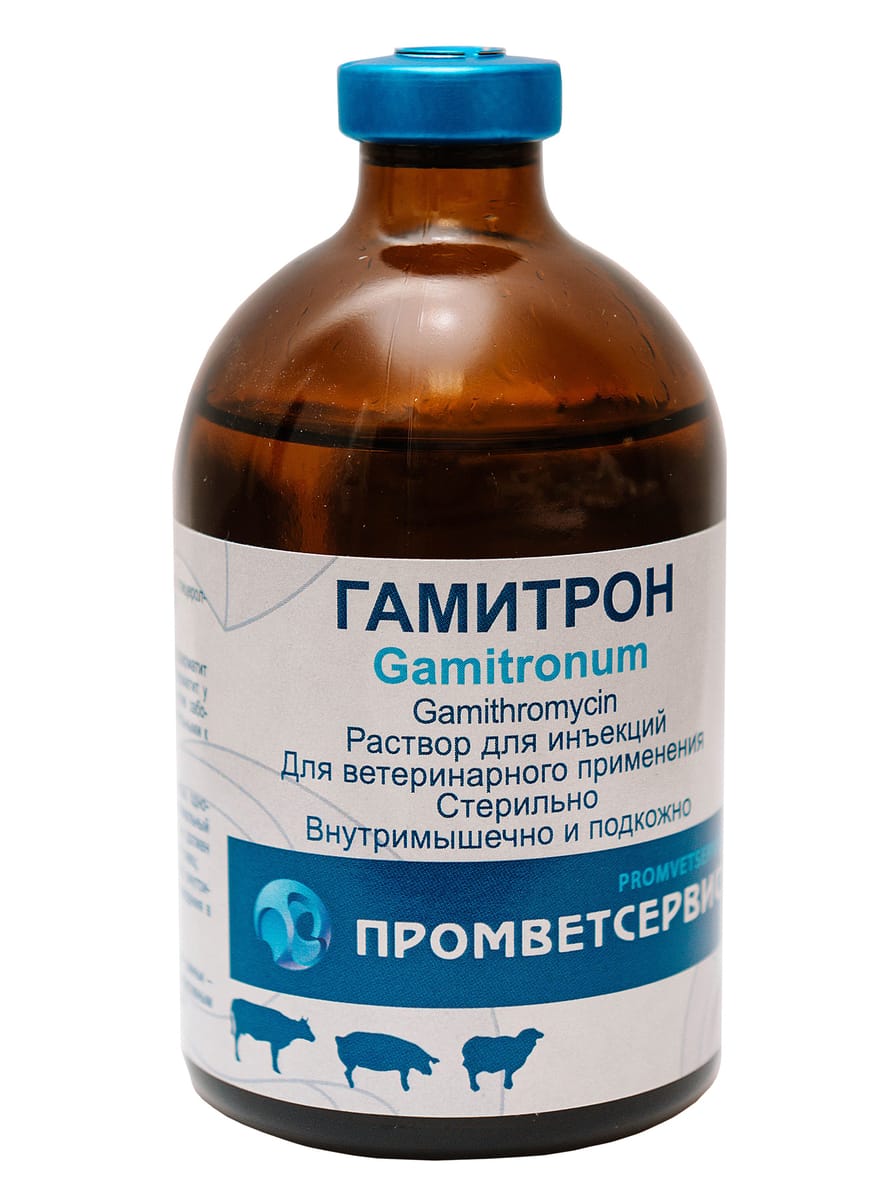 ГАМИТРОН
Gamitronum
Gamithromycin
Раствор для инъекций
Для ветеринарного применения
Стерильно
Внутримышечно и подкожно
ПРОМВЕТСЕРВИС